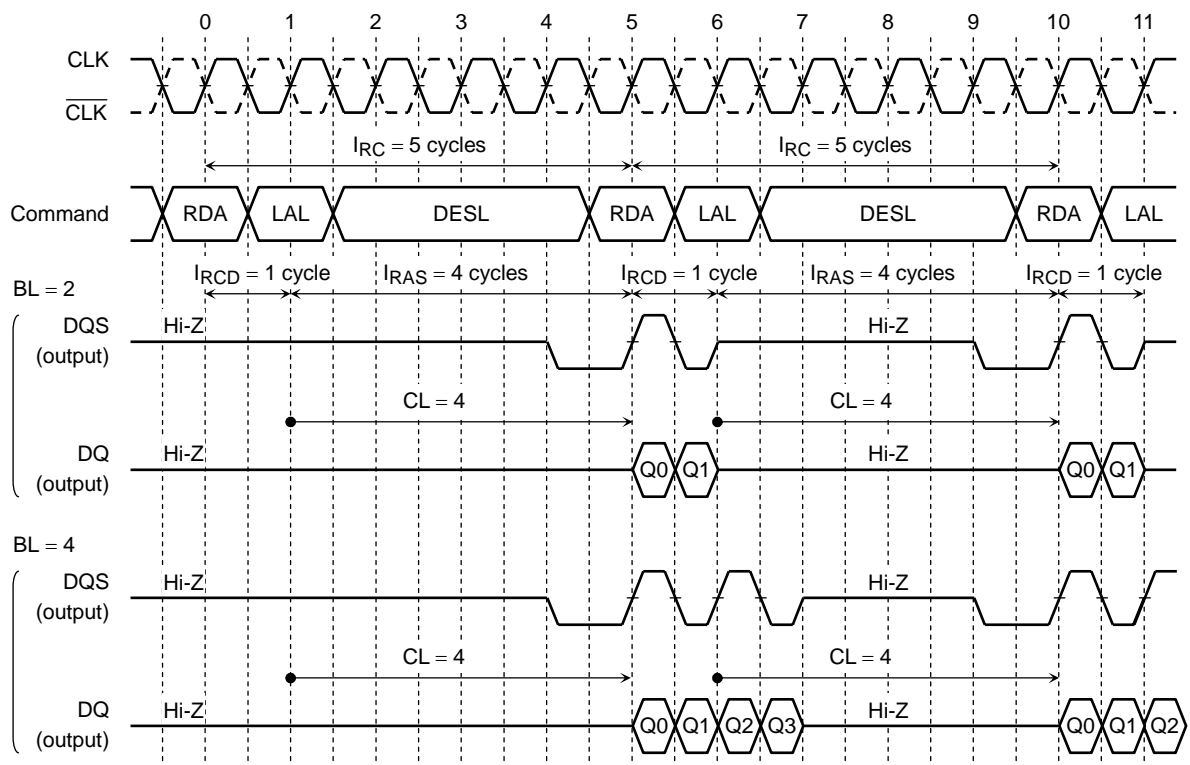 0 1 2 3 4 5 6 7 8 9 10 11
CLK
C̅L̅K̅
IRC = 5 cycles IRC = 5 cycles
Command RDA LAL DESL RDA LAL DESL RDA LAL
IRCD = 1 cycle IRAS = 4 cycles IRCD = 1 cycle IRAS = 4 cycles IRCD = 1 cycle
BL = 2
DQS
(output)
Hi-Z Hi-Z
CL = 4 CL = 4
DQ
(output)
Hi-Z Q0 Q1 Hi-Z Q0 Q1
BL = 4
DQS
(output)
Hi-Z Hi-Z
CL = 4 CL = 4
DQ
(output)
Hi-Z Q0 Q1 Q2 Q3 Hi-Z Q0 Q1 Q2